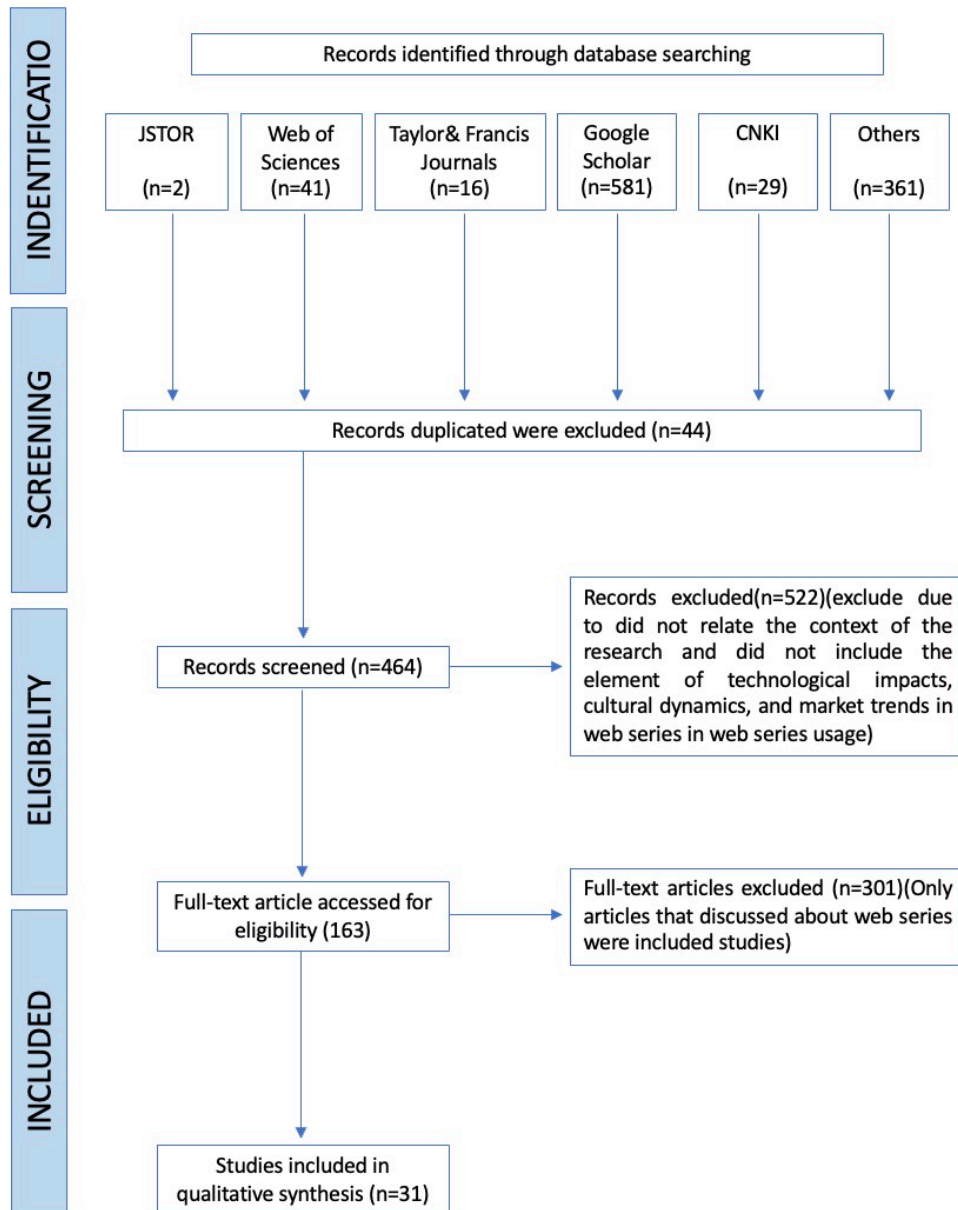 INDENTIFICATIO
Records identified through database searching
JSTOR
(n=2)
Web of
Sciences
(n=41)
Taylor& Francis
Journals
(n=16)
Google
Scholar
(n=581)
CNKI
(n=29)
Others
(n=361)
SCREENING
Records duplicated were excluded (n=44)
ELIGIBILITY
Records screened (n=464)
Records excluded(n=522)(exclude due
to did not relate the context of the
research and did not include the
element of technological impacts,
cultural dynamics, and market trends in
web series in web series usage)
Full-text article accessed for
eligibility (163)
Full-text articles excluded (n=301)(Only
articles that discussed about web series
were included studies)
INCLUDED
Studies included in
qualitative synthesis (n=31)